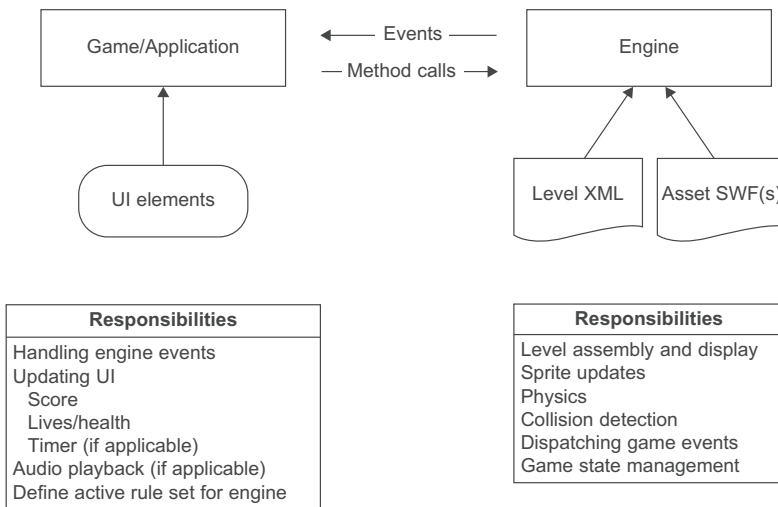 Game/Application
Events
Method calls
Engine
UI elements
Level XML
Asset SWF(s)
Responsibilities
Handling engine events
Updating UI
Score
Lives/health
Timer (if applicable)
Audio playback (if applicable)
Define active rule set for engine
Responsibilities
Level assembly and display
Sprite updates
Physics
Collision detection
Dispatching game events
Game state management